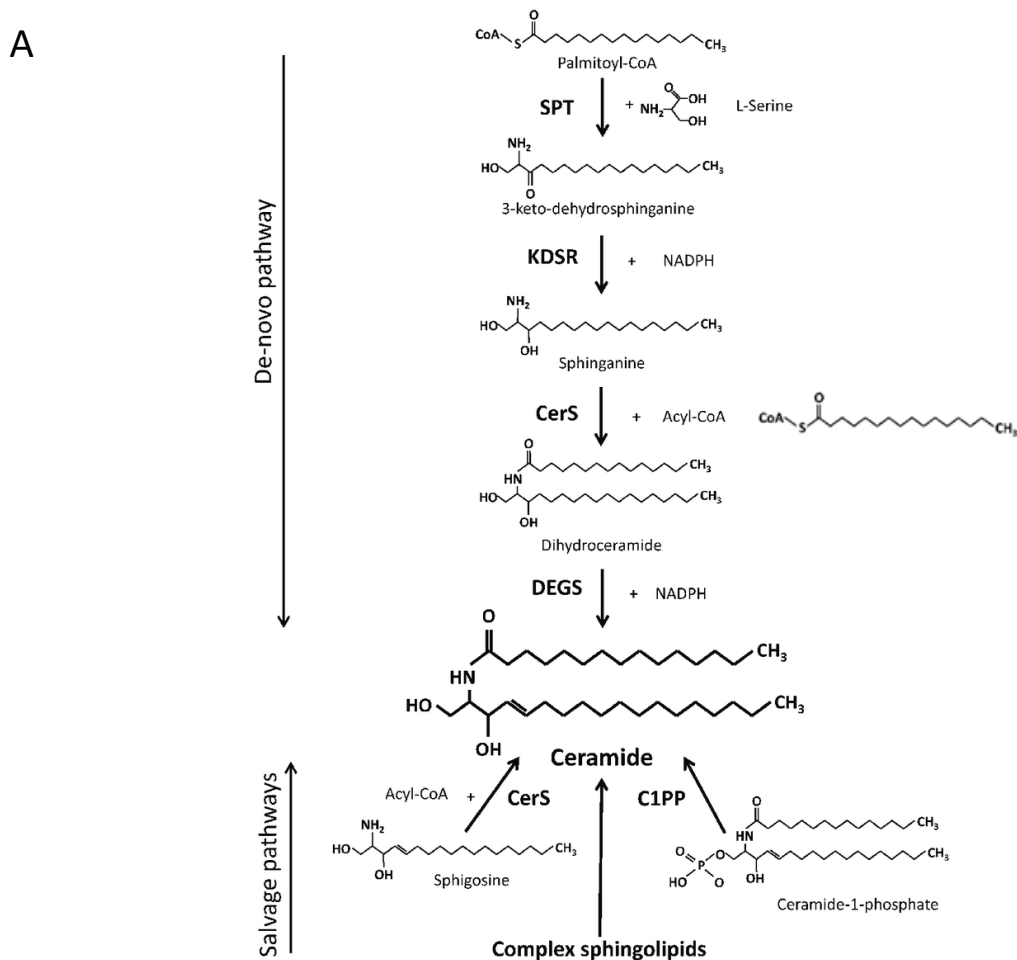 A
CoA
S
O
CH3
Palmitoyl-CoA
SPT
+
NH2
O
OH
OH
L-Serine
NH2
HO
O
CH3
3-keto-dehydrosphinganine
De-novo pathway
KDSR + NADPH
NH2
HO
OH
CH3
Sphinganine
CerS + Acyl-CoA
CoA
S
O
CH3
O
HN
CH3
HO
OH
CH3
Dihydroceramide
DEGS + NADPH
O
HN
CH3
HO
OH
CH3
Ceramide
Salvage pathways
Acyl-CoA +
CerS
C1PP
NH2
HO
OH
CH3
Sphigosine
O
HN
CH3
O
O
P
HO
O
OH
CH3
Ceramide-1-phosphate
Complex sphingolipids